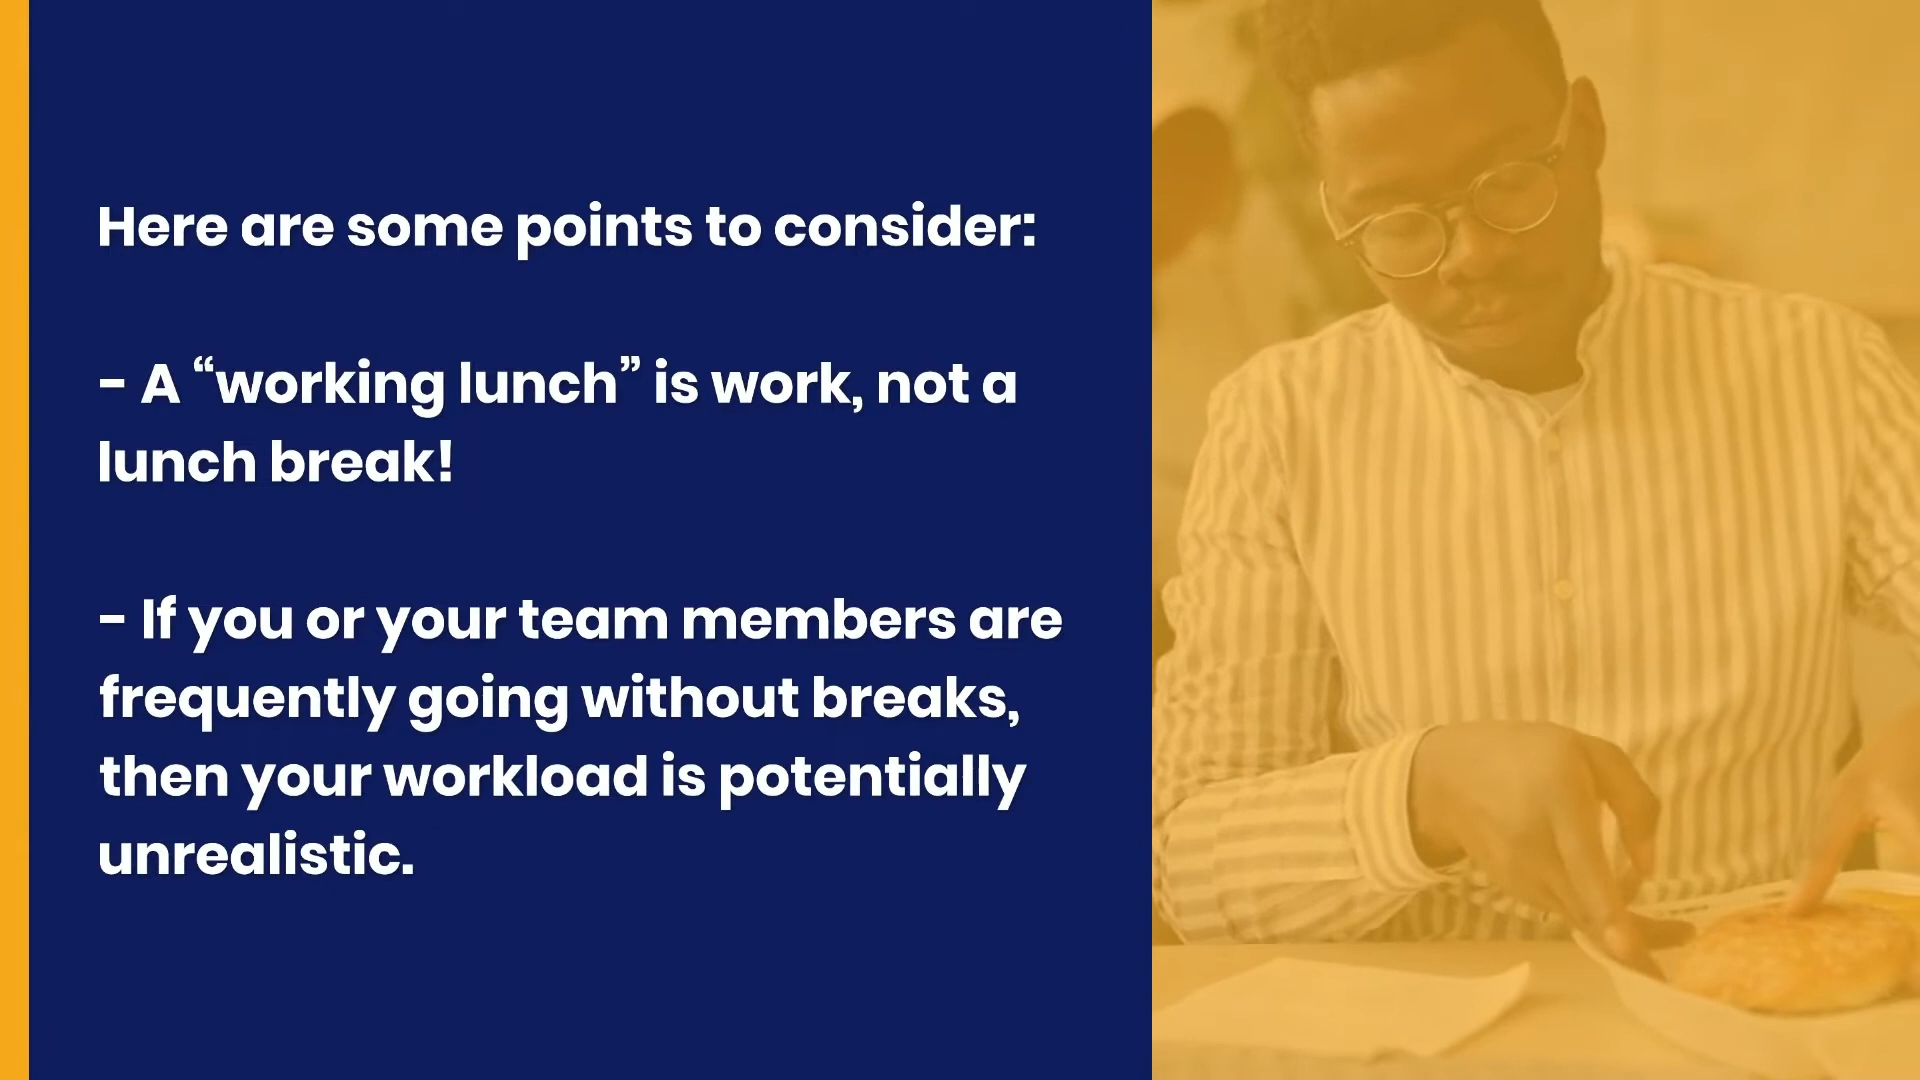 Here are some points to consider:
- A “working lunch” is work, not a
lunch break!
- If you or your team members are
frequently going without breaks,
then your workload is potentially
unrealistic.